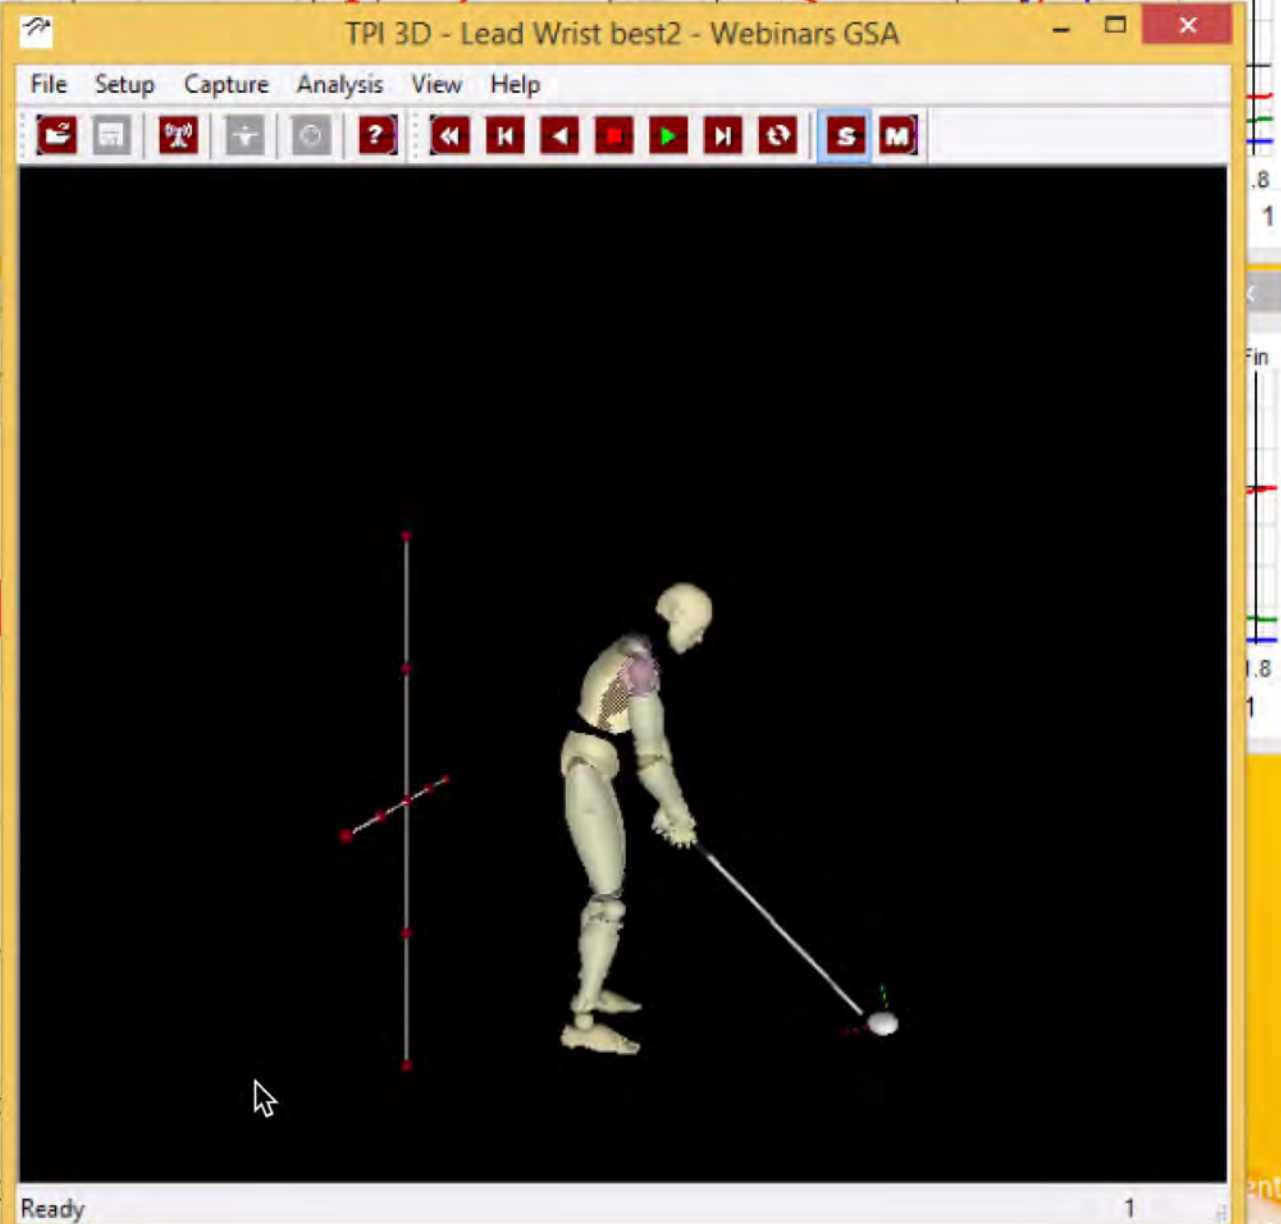 TPI 3D - Lead Wrist best2 - Webinars GSA
File Setup Capture Analysis View Help
? S M
.8
1
Fin
1.8
1
Ready 1